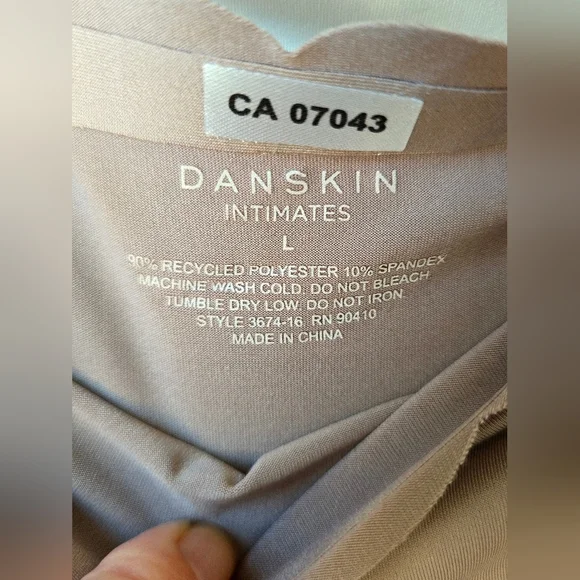 CA 07043
DANSKIN
INTIMATES
L
90% RECYCLED POLYESTER 10% SPANDEX
MACHINE WASH COLD. DO NOT BLEACH.
TUMBLE DRY LOW. DO NOT IRON.
STYLE 3674-16 RN 90410
MADE IN CHINA